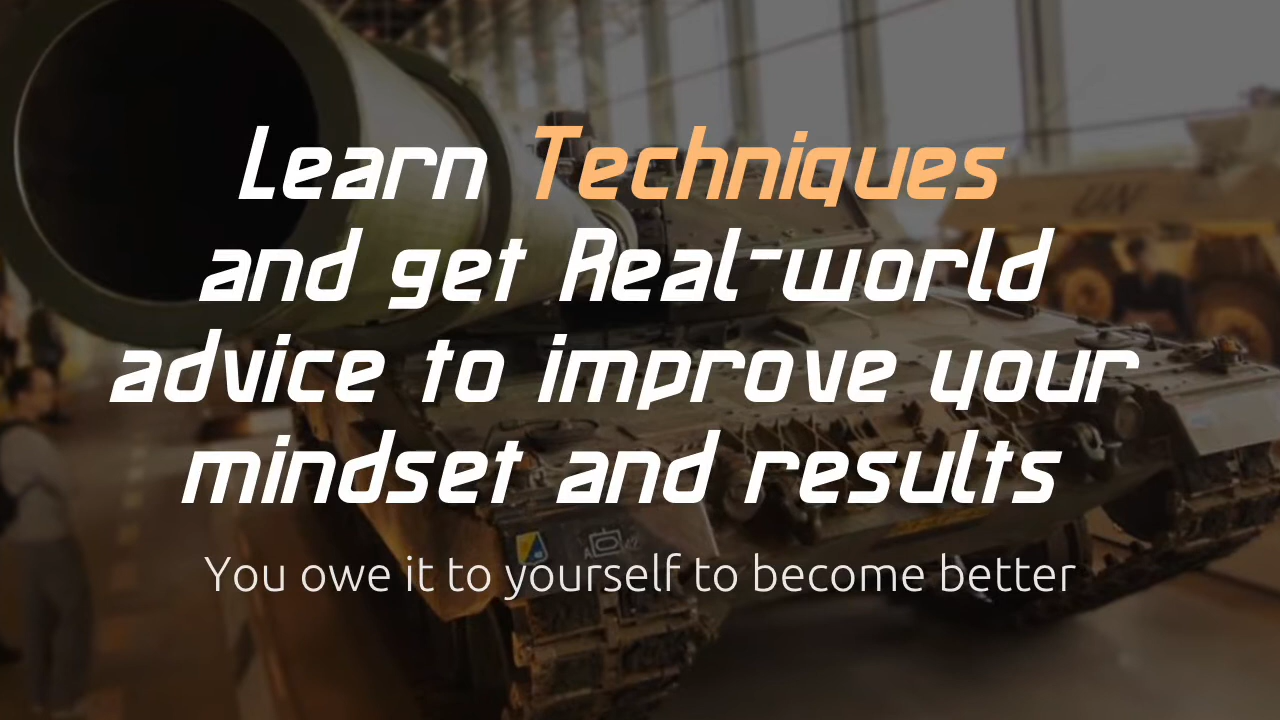 Learn Techniques
and get Real-world
advice to improve your
mindset and results
You owe it to yourself to become better